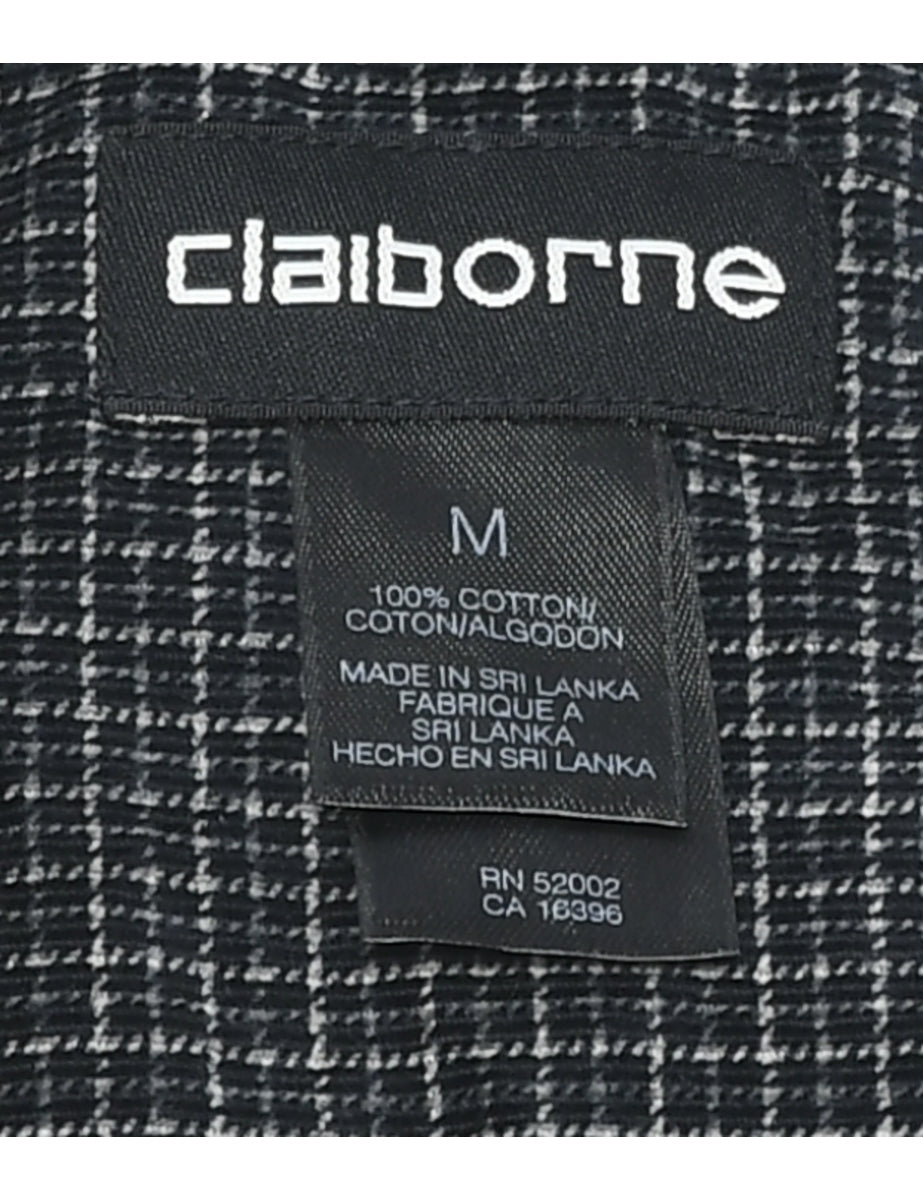 claiborne
M
100% COTTON/
COTON/ALGODÓN
MADE IN SRI LANKA
FABRIQUE A
SRI LANKA
HECHO EN SRI LANKA
RN 52002
CA 16396